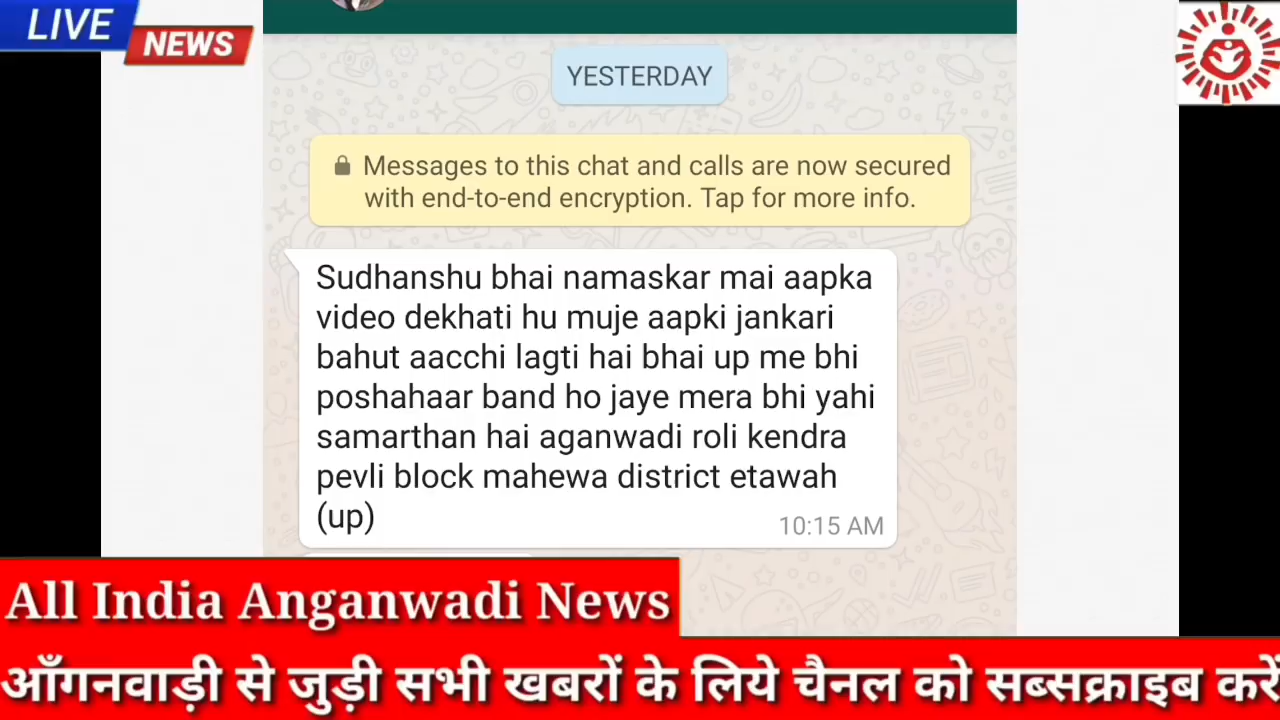 LIVE
NEWS
YESTERDAY
Messages to this chat and calls are now secured
with end-to-end encryption. Tap for more info.
Sudhanshu bhai namaskar mai aapka
video dekhati hu muje aapki jankari
bahut aacchi lagti hai bhai up me bhi
poshahaar band ho jaye mera bhi yahi
samarthan hai aganwadi roli kendra
pevli block mahewa district etawah
(up)
10:15 AM
All India Anganwadi News
आँगनवाड़ी से जुड़ी सभी खबरों के लिये चैनल को सब्सक्राइब करें